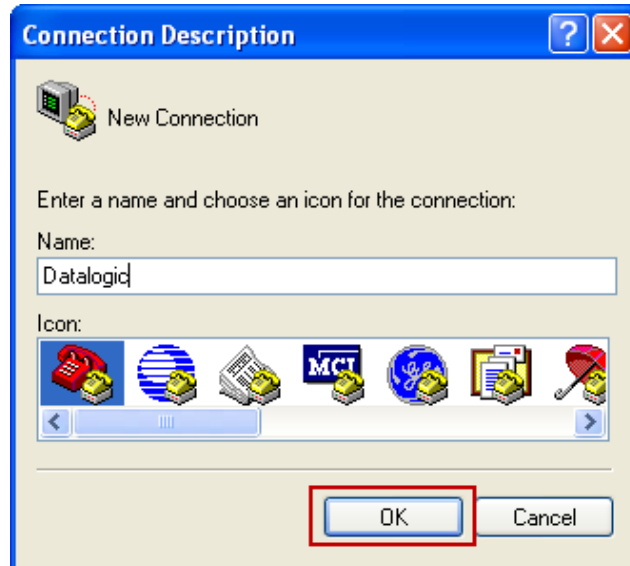 Connection Description
New Connection
Enter a name and choose an icon for the connection:
Name:
Datalogic
Icon:
MCI
OK
Cancel